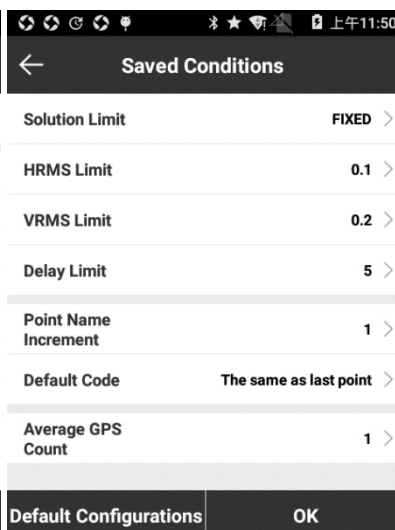 上午11:50
Saved Conditions
Solution Limit FIXED
HRMS Limit 0.1
VRMS Limit 0.2
Delay Limit 5
Point Name
Increment 1
Default Code The same as last point
Average GPS
Count 1
Default Configurations OK